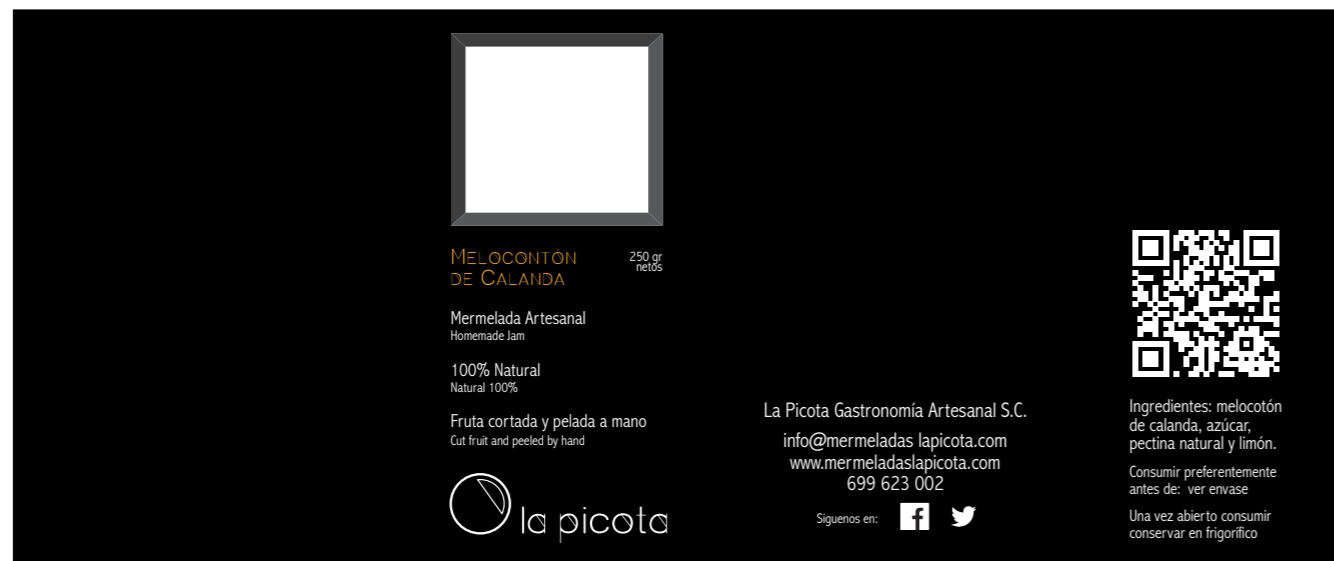 MELOCONTÓN
DE CALANDA
250 gr
netos
Mermelada Artesanal
Homemade Jam
100% Natural
Natural 100%
Fruta cortada y pelada a mano
Cut fruit and peeled by hand
la picota
La Picota Gastronomía Artesanal S.C.
info@mermeladas lapicota.com
www.mermeladaslapicota.com
699 623 002
Siguenos en:
Ingredientes: melocotón
de calanda, azúcar,
pectina natural y limón.
Consumir preferentemente
antes de: ver envase
Una vez abierto consumir
conservar en frigorífico